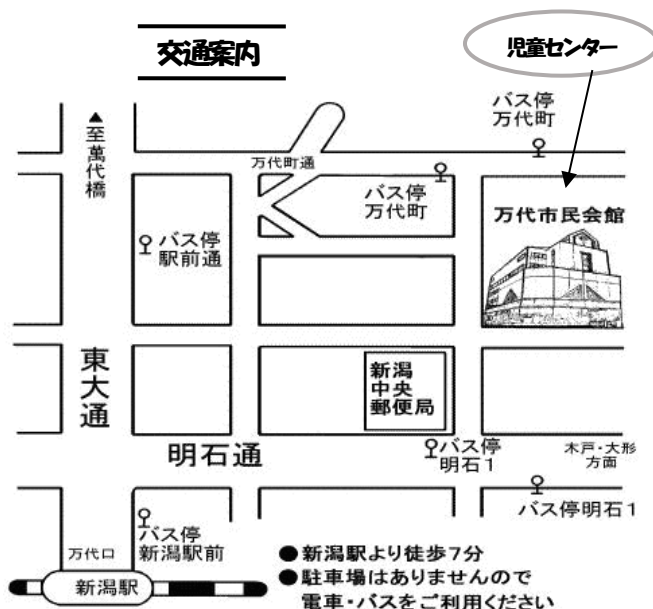 交通案内
児童センター
バス停
万代町
▲至萬代橋
万代町通
バス停
万代町
万代市民会館
バス停
駅前通
東大通
新潟
中央
郵便局
明石通
バス停
明石1
木戸・大形
方面
バス停明石1
バス停
新潟駅前
万代口
新潟駅
●新潟駅より徒歩7分
●駐車場はありませんので
電車・バスをご利用ください